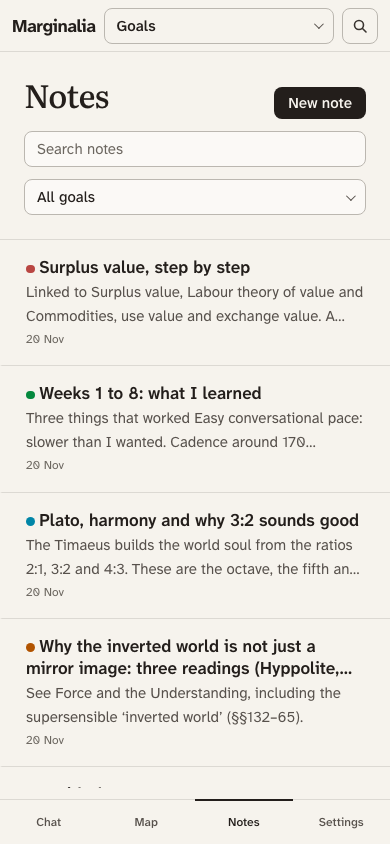 Marginalia
Goals
Notes
New note
Search notes
All goals
Surplus value, step by step
Linked to Surplus value, Labour theory of value and
Commodities, use value and exchange value. A…
20 Nov
Weeks 1 to 8: what I learned
Three things that worked Easy conversational pace:
slower than I wanted. Cadence around 170…
20 Nov
Plato, harmony and why 3:2 sounds good
The Timaeus builds the world soul from the ratios
2:1, 3:2 and 4:3. These are the octave, the fifth an…
20 Nov
Why the inverted world is not just a
mirror image: three readings (Hyppolite,…
See Force and the Understanding, including the
supersensible ‘inverted world’ (§§132–65).
20 Nov
Chat
Map
Notes
Settings